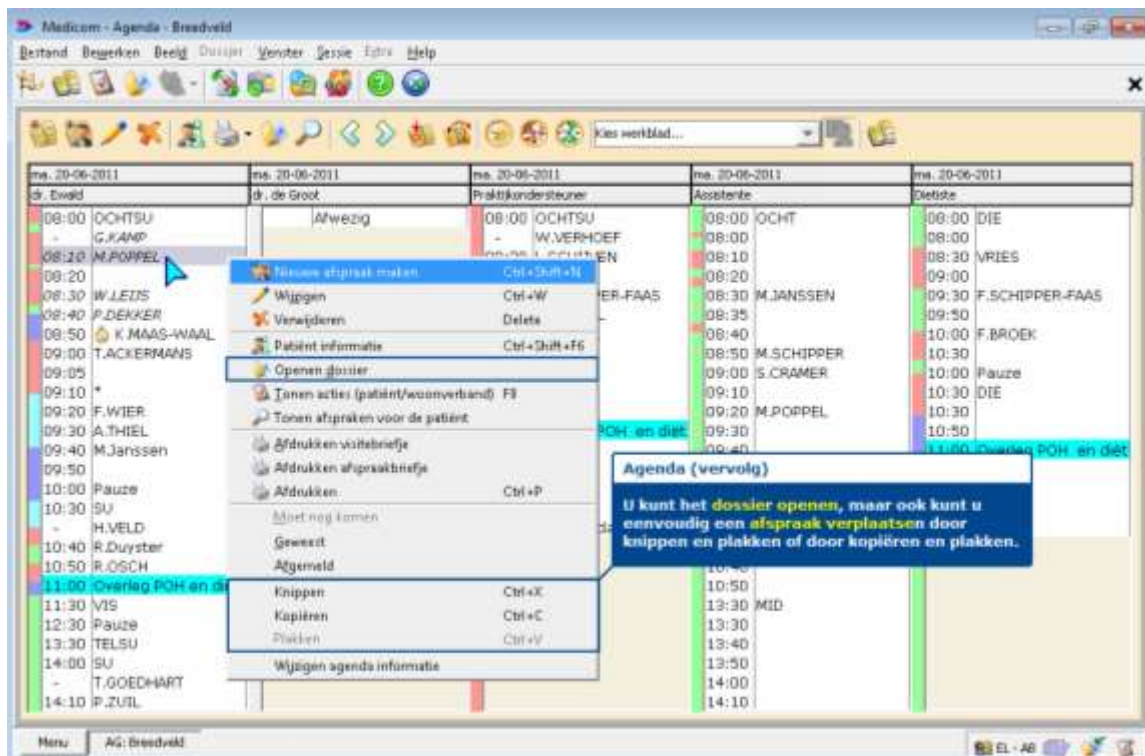 Medicom - Agenda - Breedveld
Bestand Bewerken Beeld Dossier Venster Sessie Extra Help
Kies werkblad...
ma. 20-06-2011 ma. 20-06-2011 ma. 20-06-2011 ma. 20-06-2011 ma. 20-06-2011
dr. Ewald dr. de Groot Praktijkondersteuner Assistente Dietiste
08:00 OCHTSU Afwezig 08:00 OCHTSU 08:00 OCHT 08:00 DIE
- G.KAMP - W.VERHOEF 08:00 08:00
08:10 M.POPPEL 08:10 08:30 VRIES
08:20 Nieuwe afspraak maken Ctrl+Shift+N 08:20 09:00
08:30 W.LEIJS Wijzigen Ctrl+W ER-FAAS 08:30 M.JANSSEN 09:30 F.SCHIPPER-FAAS
08:40 P.DEKKER Verwijderen Delete 08:35 09:50
08:50 K.MAAS-WAAL 08:40 10:00 F.BROEK
09:00 T.ACKERMANS Patiënt informatie Ctrl+Shift+F6 08:50 M.SCHIPPER 10:30
09:05 Openen dossier 09:00 S.CRAMER 10:00 Pauze
09:10 * Tonen acties (patiënt/woonverband) F8 09:10 10:30 DIE
09:20 F.WIER Tonen afspraken voor de patiënt 09:20 M.POPPEL 10:30
09:30 A.THIEL POH en diët 09:30 10:50
09:40 M.Janssen Afdrukken visitebriefje 09:40 11:00 Overleg POH en diët
09:50 Afdrukken afspraakbriefje
10:00 Pauze Afdrukken Ctrl+P
10:30 SU Moet nog komen
- H.VELD Geweest
10:40 R.Duyster Afgemeld
10:50 R.OSCH 10:40
11:00 Overleg POH en di Knippen Ctrl+X 10:50
11:30 VIS Kopiëren Ctrl+C 13:30 MID
12:30 Pauze Plakken Ctrl+V 13:30
13:30 TELSU 13:40
14:00 SU Wijzigen agenda informatie 13:50
- T.GOEDHART 14:00
14:10 P.ZUIL 14:10
Agenda (vervolg)
U kunt het dossier openen, maar ook kunt u
eenvoudig een afspraak verplaatsen door
knippen en plakken of door kopiëren en plakken.
Menu AG: Breedveld EL - AB